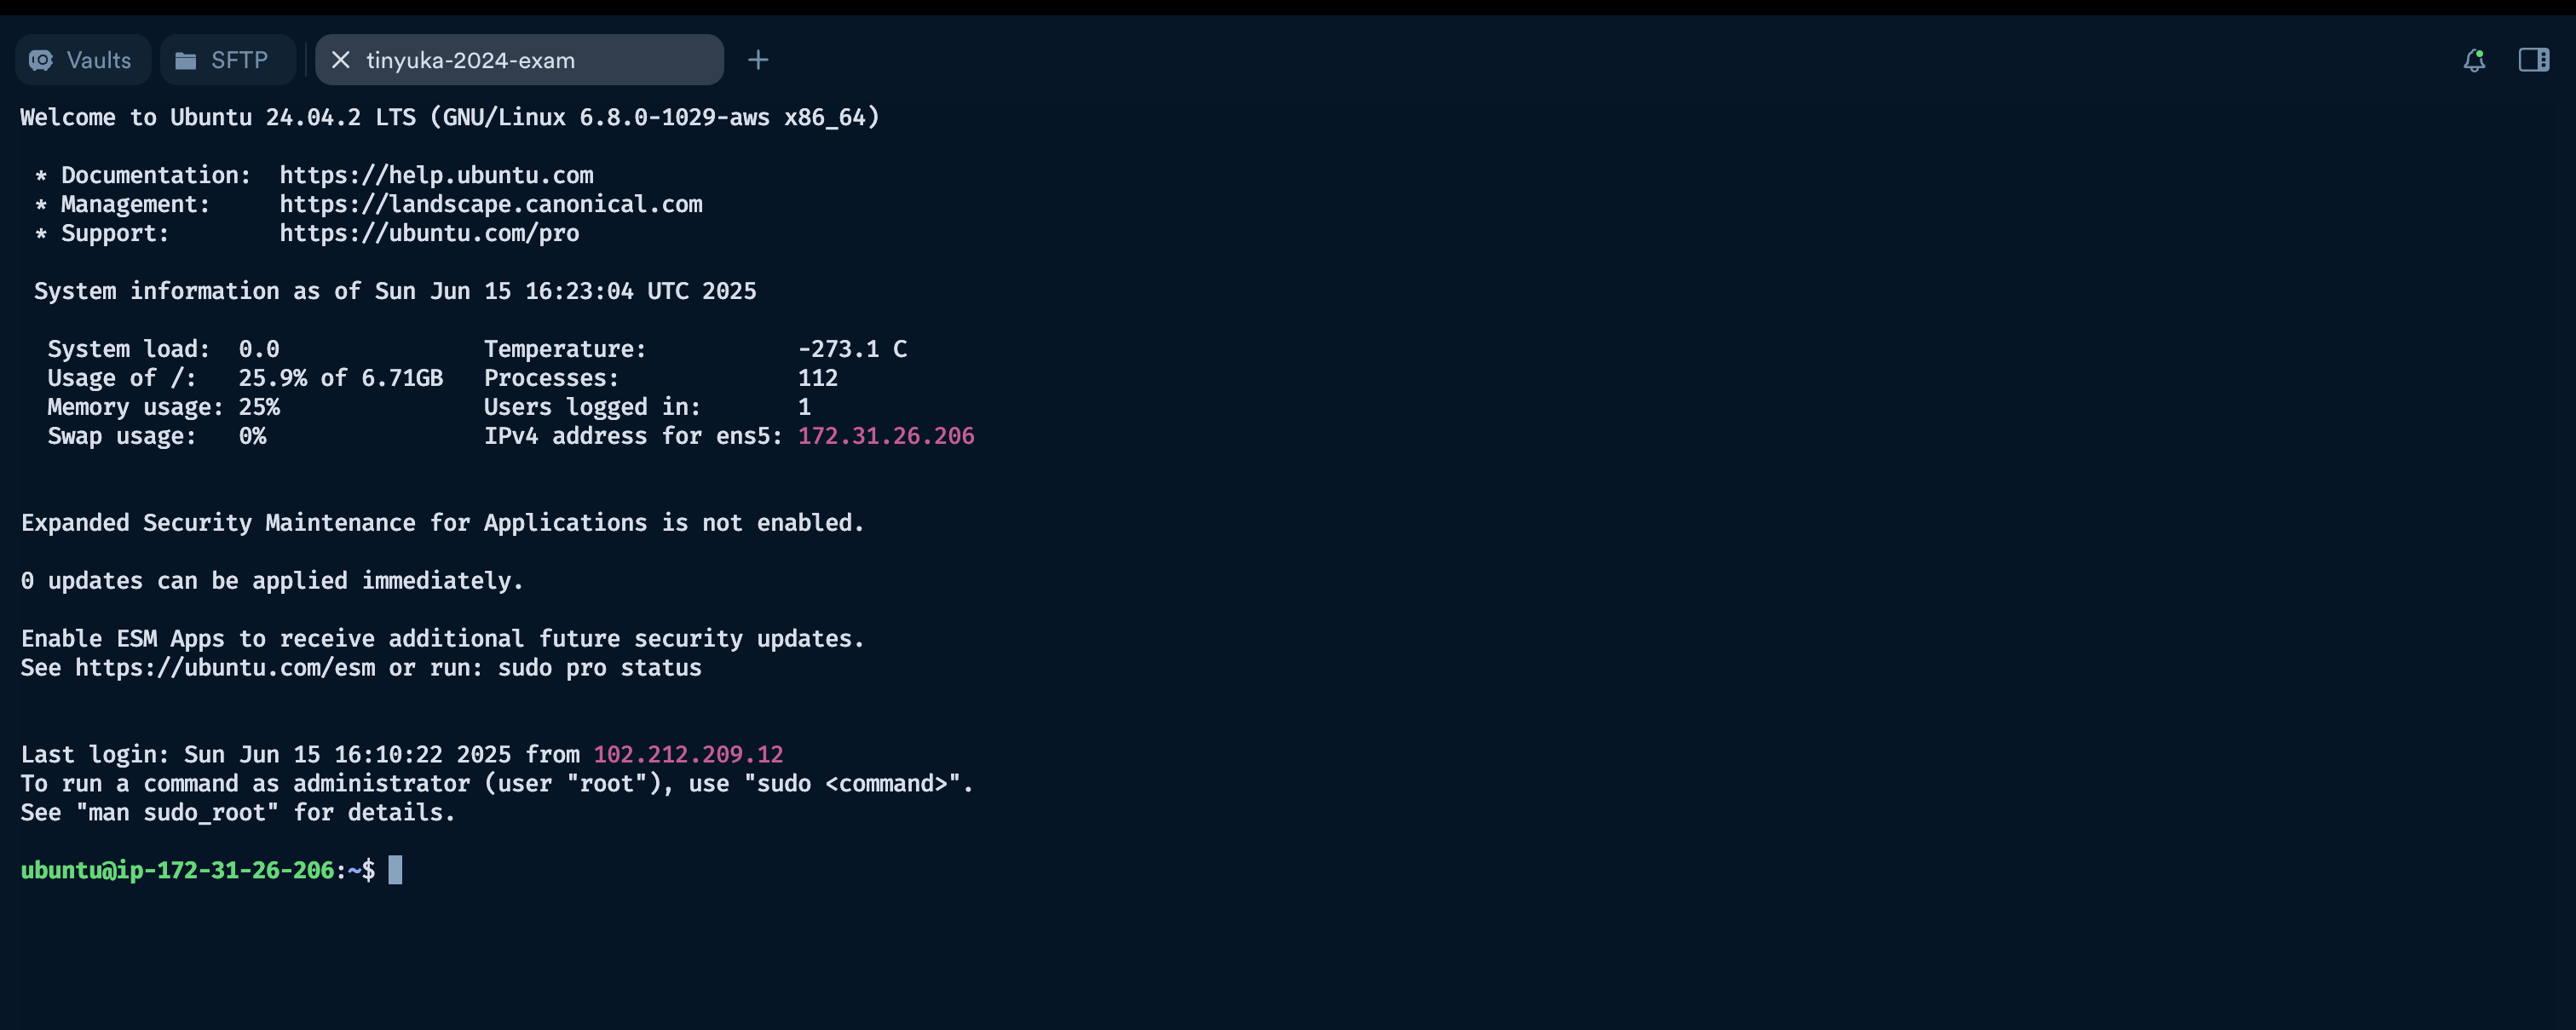 Vaults SFTP tinyuka-2024-exam
Welcome to Ubuntu 24.04.2 LTS (GNU/Linux 6.8.0-1029-aws x86_64)
* Documentation:  https://help.ubuntu.com
* Management:     https://landscape.canonical.com
* Support:        https://ubuntu.com/pro
System information as of Sun Jun 15 16:23:04 UTC 2025
System load:  0.0                Temperature:           -273.1 C
Usage of /:   25.9% of 6.71GB   Processes:             112
Memory usage: 25%                Users logged in:       1
Swap usage:   0%                 IPv4 address for ens5: 172.31.26.206
Expanded Security Maintenance for Applications is not enabled.
0 updates can be applied immediately.
Enable ESM Apps to receive additional future security updates.
See https://ubuntu.com/esm or run: sudo pro status
Last login: Sun Jun 15 16:10:22 2025 from 102.212.209.12
To run a command as administrator (user "root"), use "sudo <command>".
See "man sudo_root" for details.
ubuntu@ip-172-31-26-206:~$